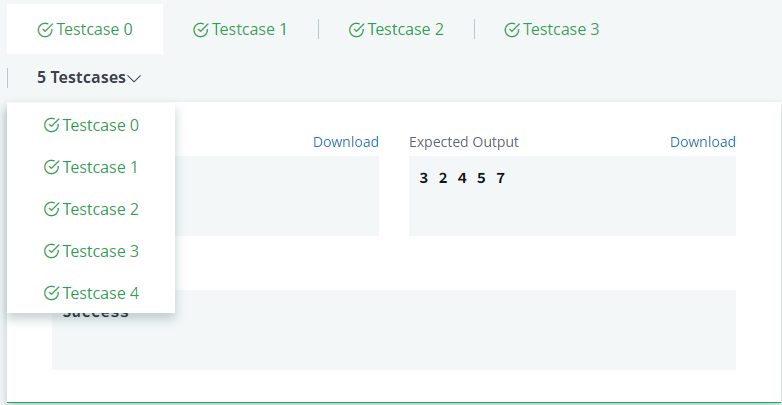 Testcase 0 Testcase 1 Testcase 2 Testcase 3
5 Testcases
Testcase 0
Download Expected Output Download
Testcase 1
3 2 4 5 7
Testcase 2
Testcase 3
Testcase 4
Success